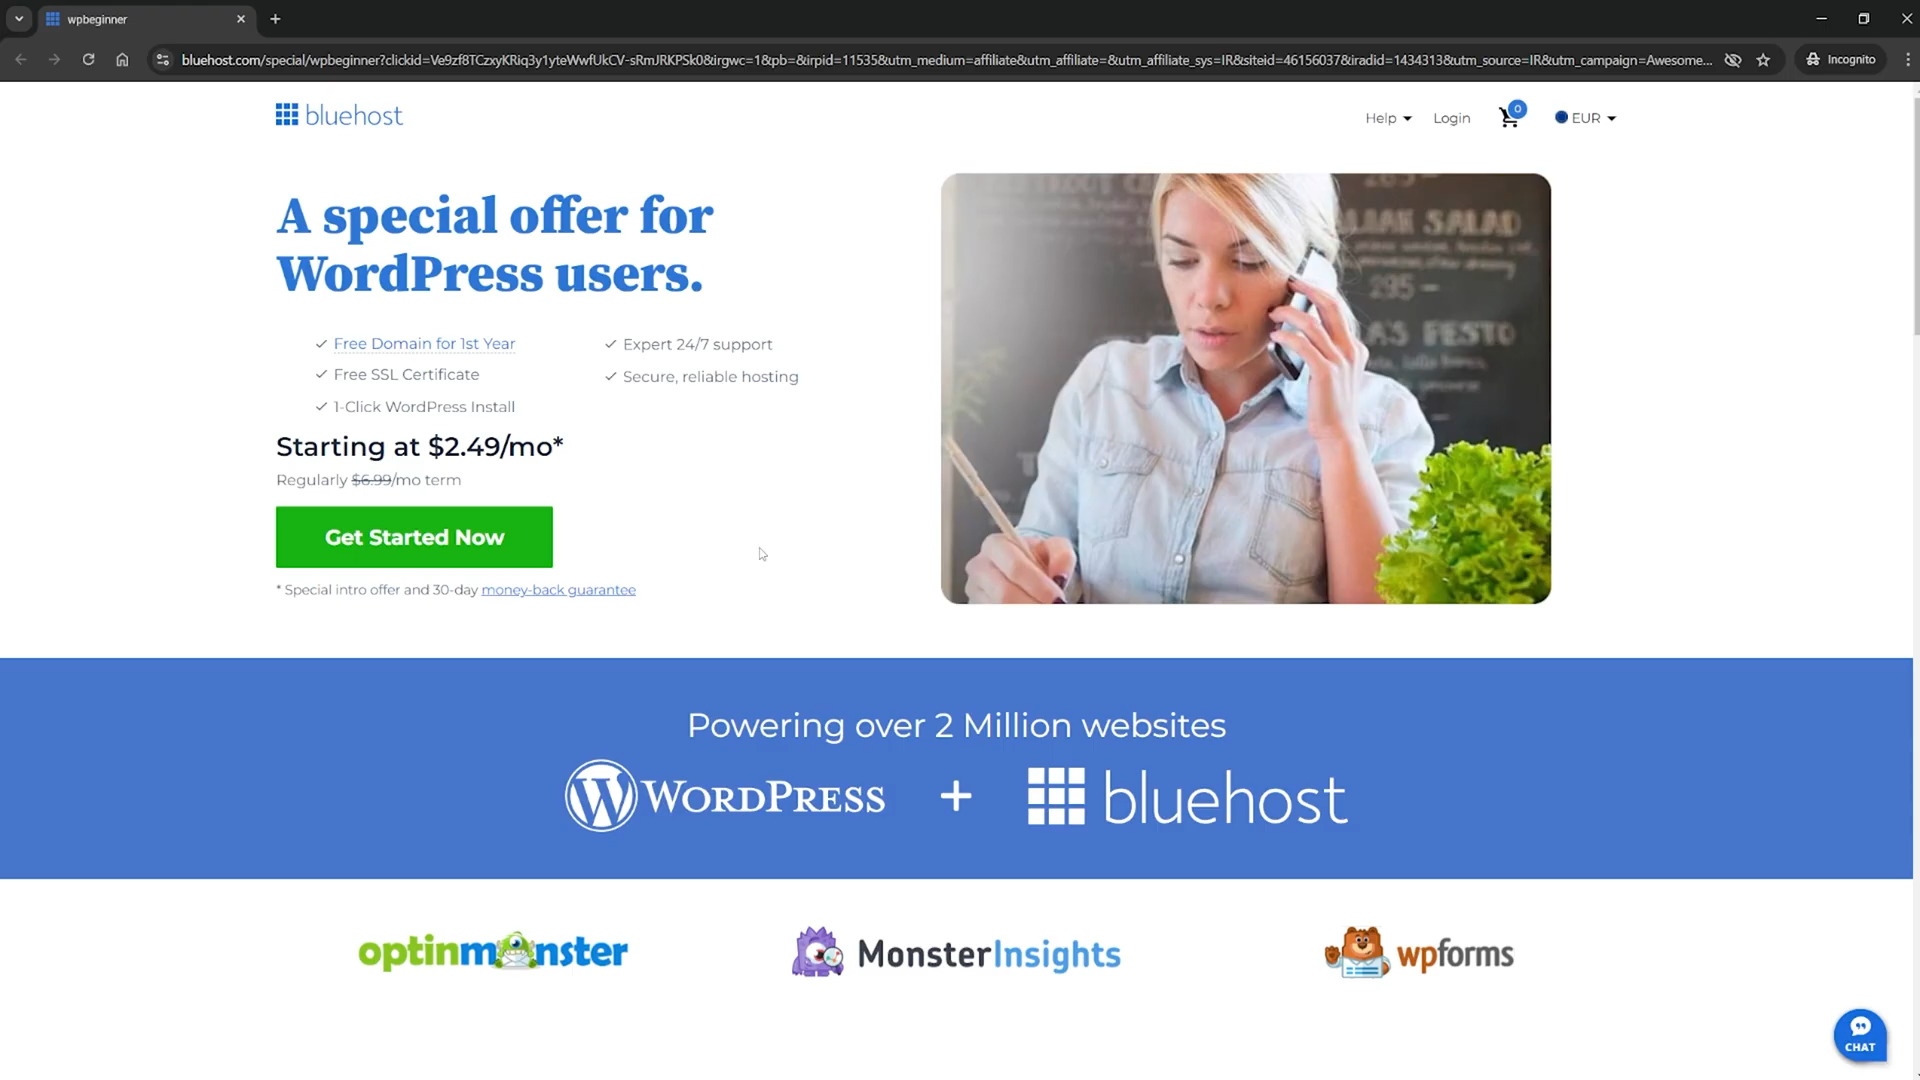 wpbeginner
bluehost.com/special/wpbeginner?clickid=Ve9zf8TCzxyKRiq3y1yteWwfUkCV-sRmJRKPSk0&irgwc=1&pb=&irpid=11535&utm_medium=affiliate&utm_affiliate=&utm_affiliate_sys=IR&siteid=46156037&iradid=1434313&utm_source=IR&utm_campaign=Awesome...
Incognito
bluehost
Help
Login
0
EUR
A special offer for
WordPress users.
Free Domain for 1st Year
Expert 24/7 support
Free SSL Certificate
Secure, reliable hosting
1-Click WordPress Install
Starting at $2.49/mo*
Regularly $6.99/mo term
Get Started Now
* Special intro offer and 30-day money-back guarantee
SALAD
295 -
PESTO
Powering over 2 Million websites
WORDPRESS + bluehost
optinmonster
MonsterInsights
wpforms
CHAT